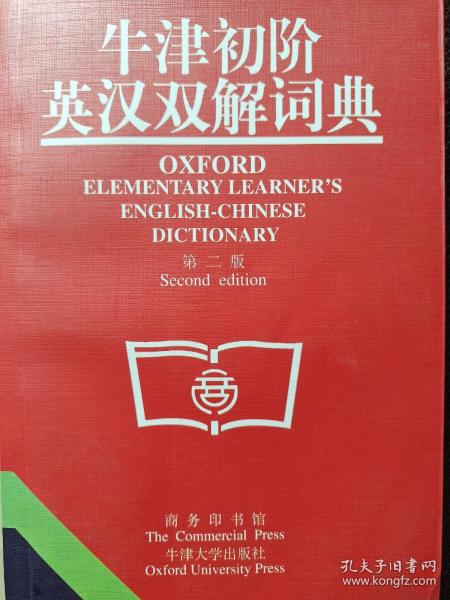 牛津初阶
英汉双解词典
OXFORD
ELEMENTARY LEARNER'S
ENGLISH-CHINESE
DICTIONARY
第二版
Second edition
商务印书馆
The Commercial Press
牛津大学出版社
Oxford University Press
孔夫子旧书网
www.kongfz.com